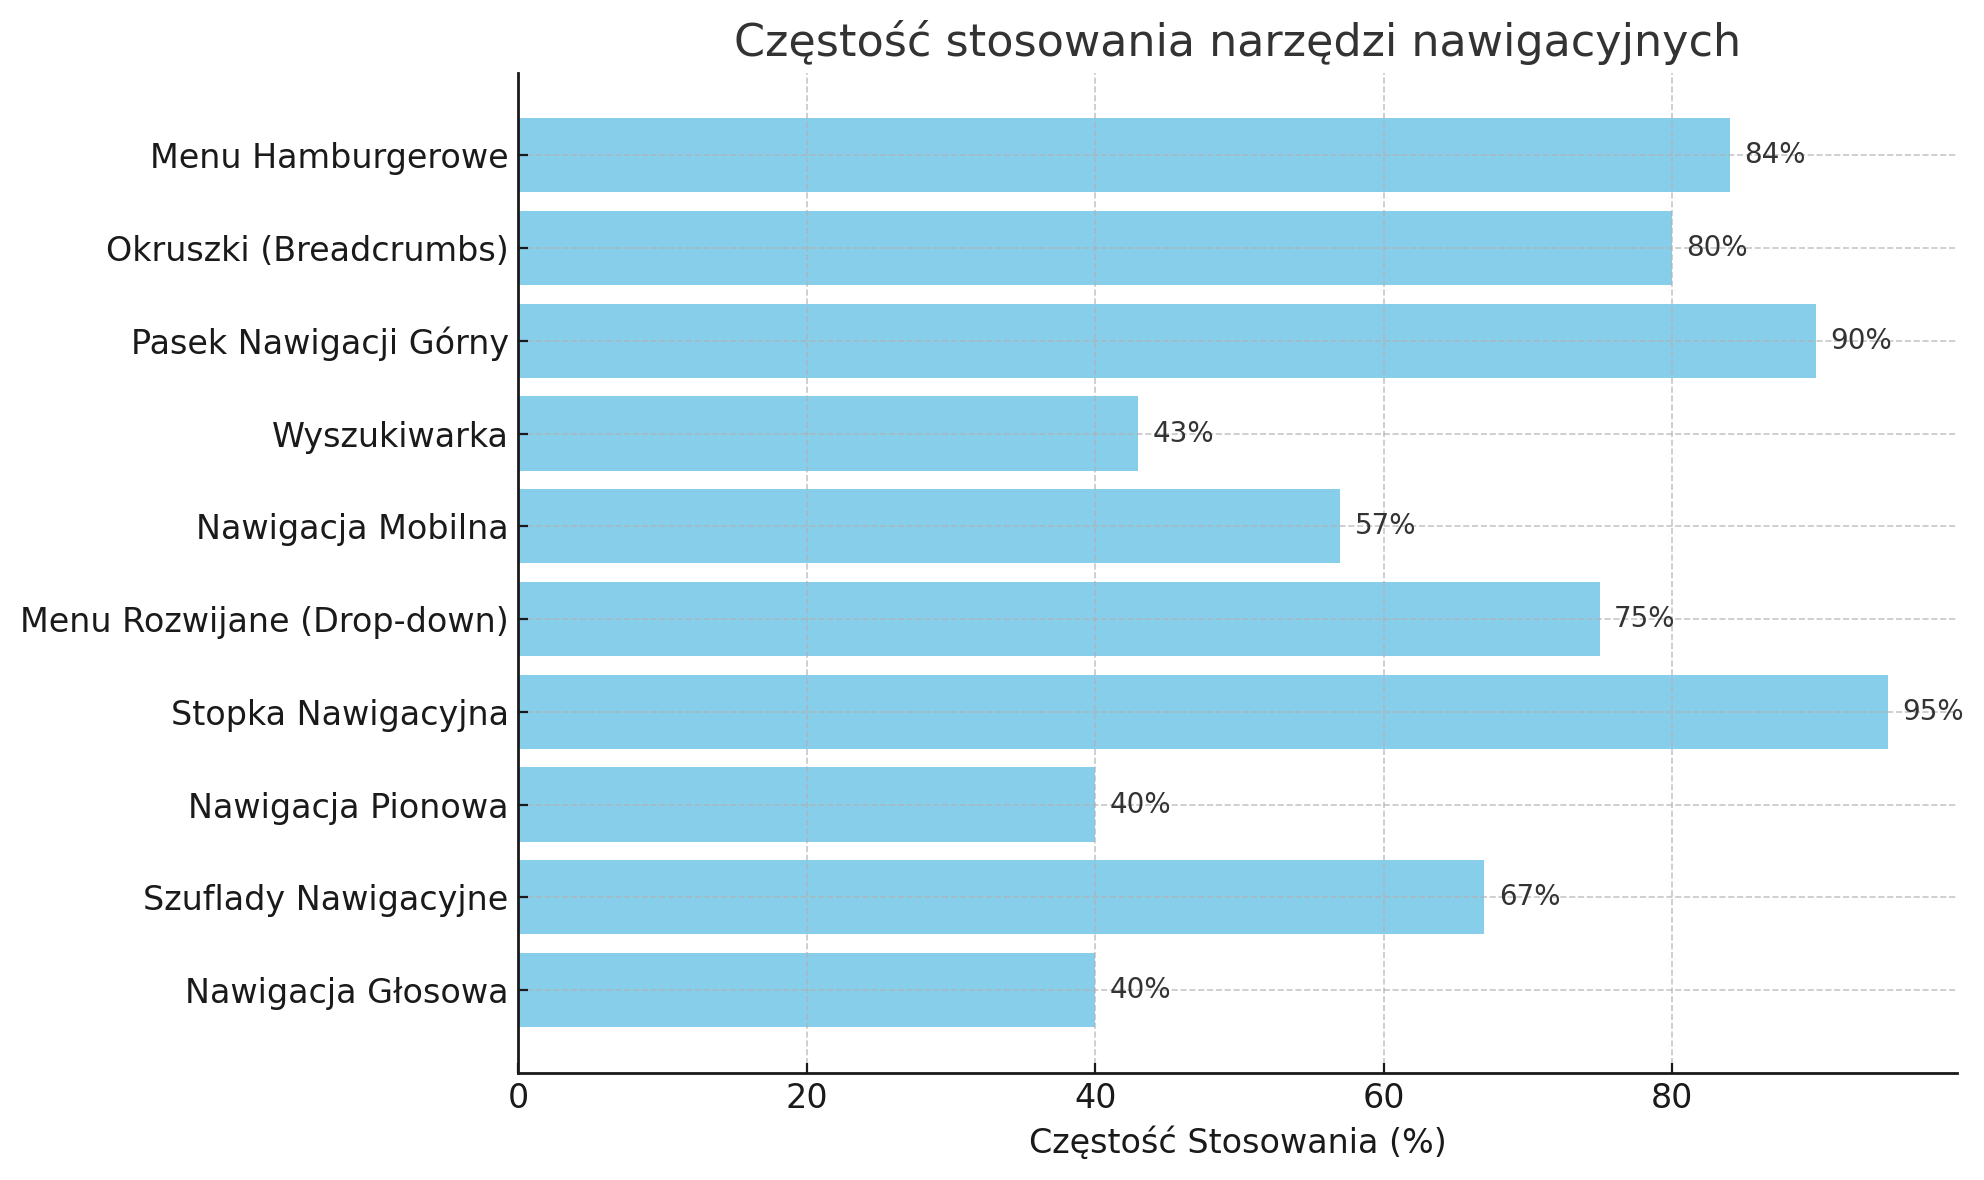 Częstość stosowania narzędzi nawigacyjnych
Menu Hamburgerowe 84%
Okruszki (Breadcrumbs) 80%
Pasek Nawigacji Górny 90%
Wyszukiwarka 43%
Nawigacja Mobilna 57%
Menu Rozwijane (Drop-down) 75%
Stopka Nawigacyjna 95%
Nawigacja Pionowa 40%
Szuflady Nawigacyjne 67%
Nawigacja Głosowa 40%
0 20 40 60 80
Częstość Stosowania (%)